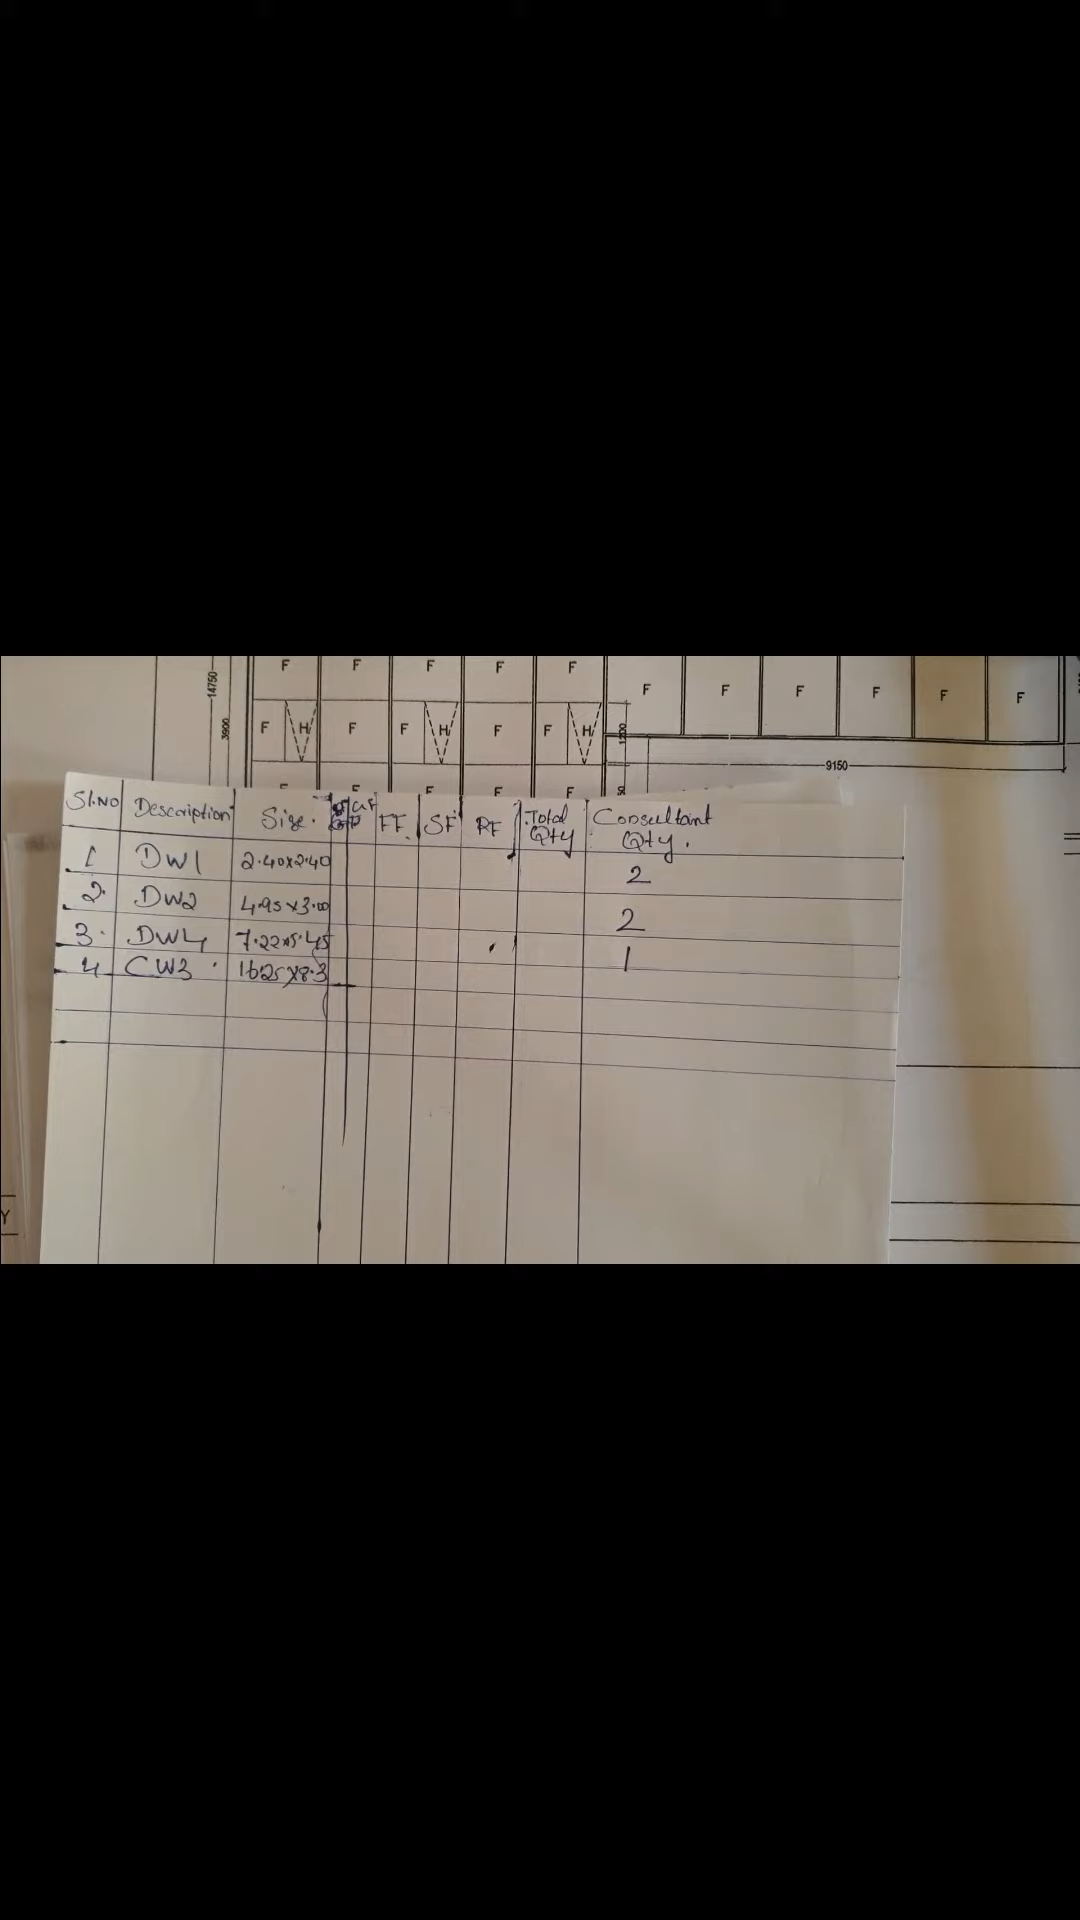 F F F F F
F F F F F F
14750
3900
F H F F H F F H
1200
9150
F F F F F
Sl.No Description Size. GF FF. SF RF Total Qty Consultant Qty.
1 DW1 2.40x2.40 2
2. DW2 4.95x3.00 2
3. DW4 7.22x5.45 1
4 CW3 1625x8.3
Y